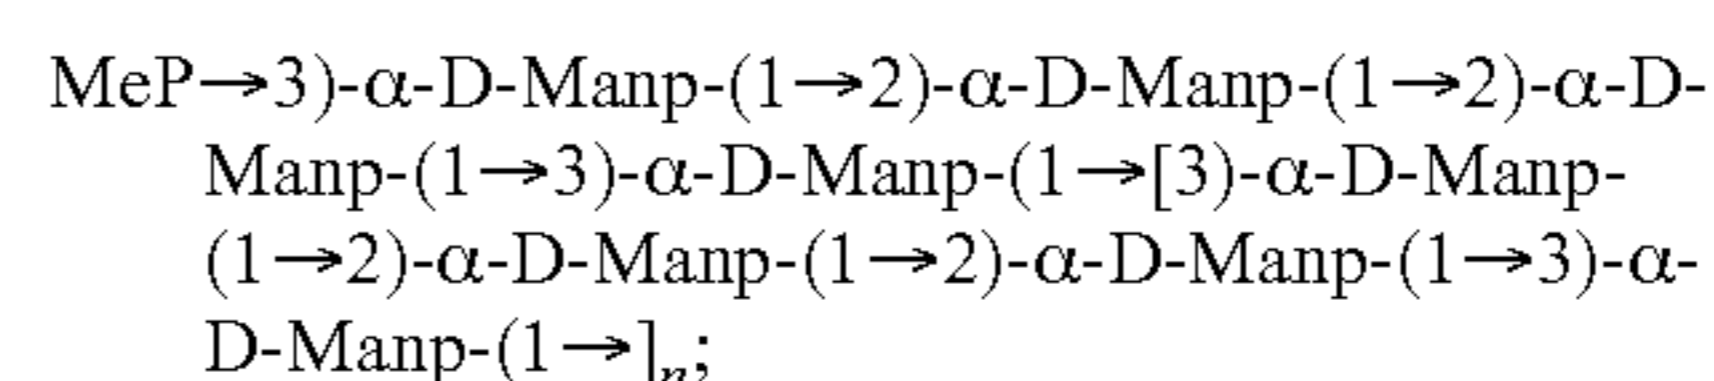 MeP→3)-α-D-Manp-(1→2)-α-D-Manp-(1→2)-α-D-
Manp-(1→3)-α-D-Manp-(1→[3)-α-D-Manp-
(1→2)-α-D-Manp-(1→2)-α-D-Manp-(1→3)-α-
D-Manp-(1→]n;